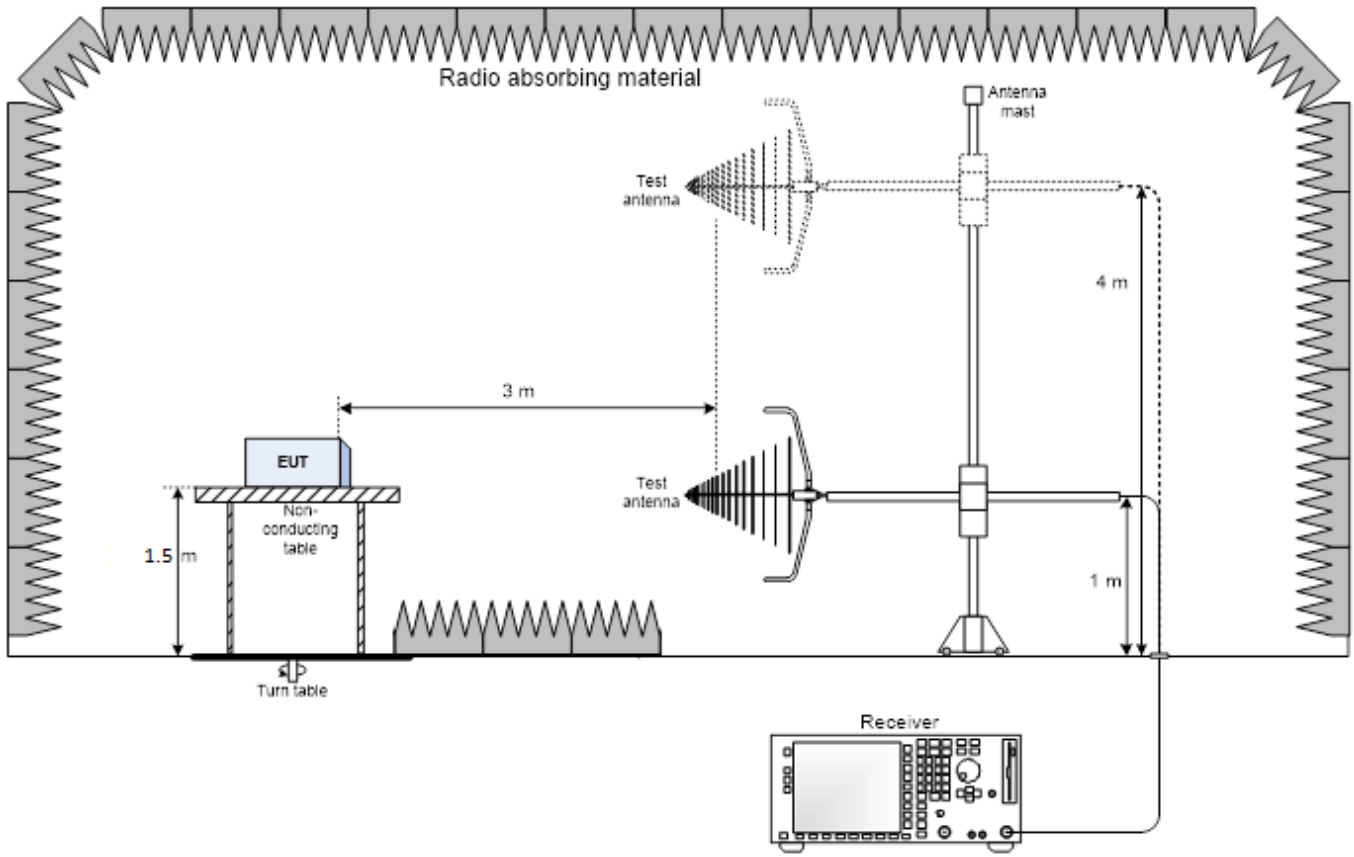 Radio absorbing material
Antenna
mast
Test
antenna
4 m
3 m
EUT
Test
antenna
Non-
conducting
table
1.5 m
1 m
Turn table
Receiver